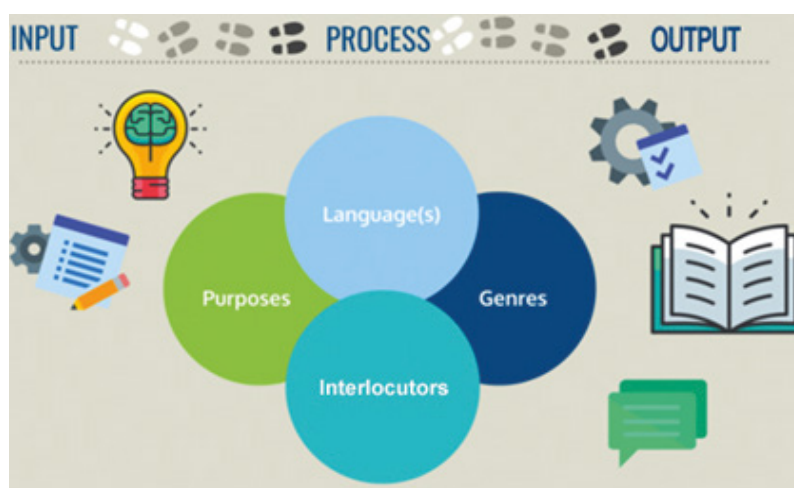 INPUT PROCESS OUTPUT
Language(s)
Purposes
Genres
Interlocutors